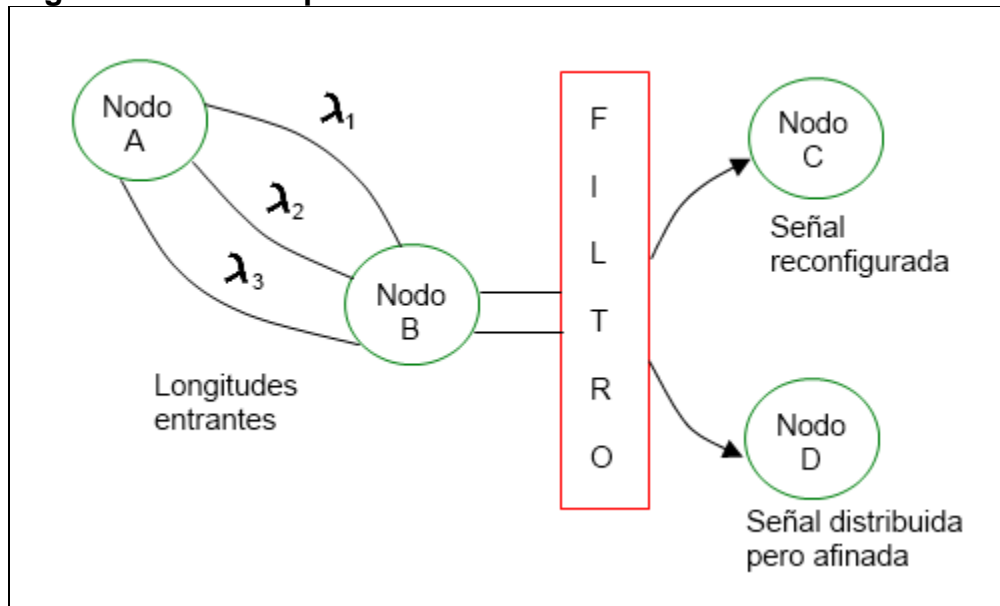 Nodo
A
λ1
λ2
λ3
Nodo
B
Longitudes
entrantes
F
I
L
T
R
O
Nodo
C
Señal
reconfigurada
Nodo
D
Señal distribuida
pero afinada